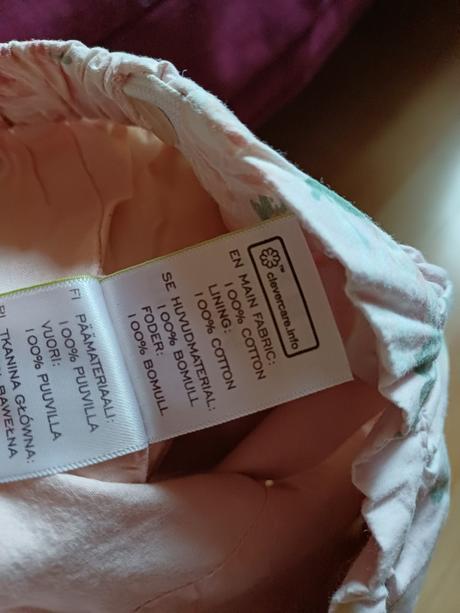 clevercare.info
EN MAIN FABRIC:
100% COTTON
LINING:
100% COTTON
SE HUVUDMATERIAL:
100% BOMULL
FODER:
100% BOMULL
FI PÄÄMATERIAALI:
100% PUUVILLA
VUORI:
100% PUUVILLA
TKANINA GŁÓWNA:
BAWEŁNA